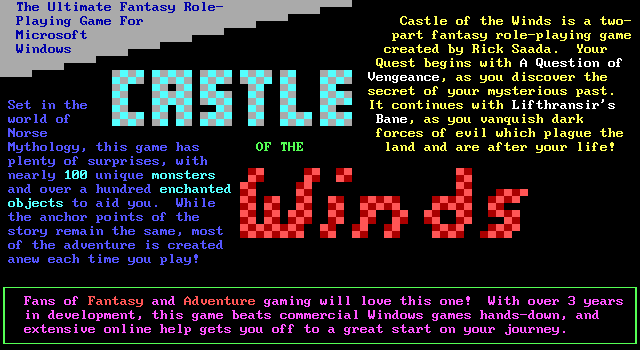 The Ultimate Fantasy Role-
Playing Game For
Microsoft
Windows
Castle of the Winds is a two-
part fantasy role-playing game
created by Rick Saada.  Your
Quest begins with A Question of
Vengeance, as you discover the
secret of your mysterious past.
It continues with Lifthransir's
Bane, as you vanquish dark
forces of evil which plague the
land and are after your life!
CASTLE
OF THE
Winds
Set in the
world of
Norse
Mythology, this game has
plenty of surprises, with
nearly 100 unique monsters
and over a hundred enchanted
objects to aid you.  While
the anchor points of the
story remain the same, most
of the adventure is created
anew each time you play!
Fans of Fantasy and Adventure gaming will love this one!  With over 3 years
in development, this game beats commercial Windows games hands-down, and
extensive online help gets you off to a great start on your journey.